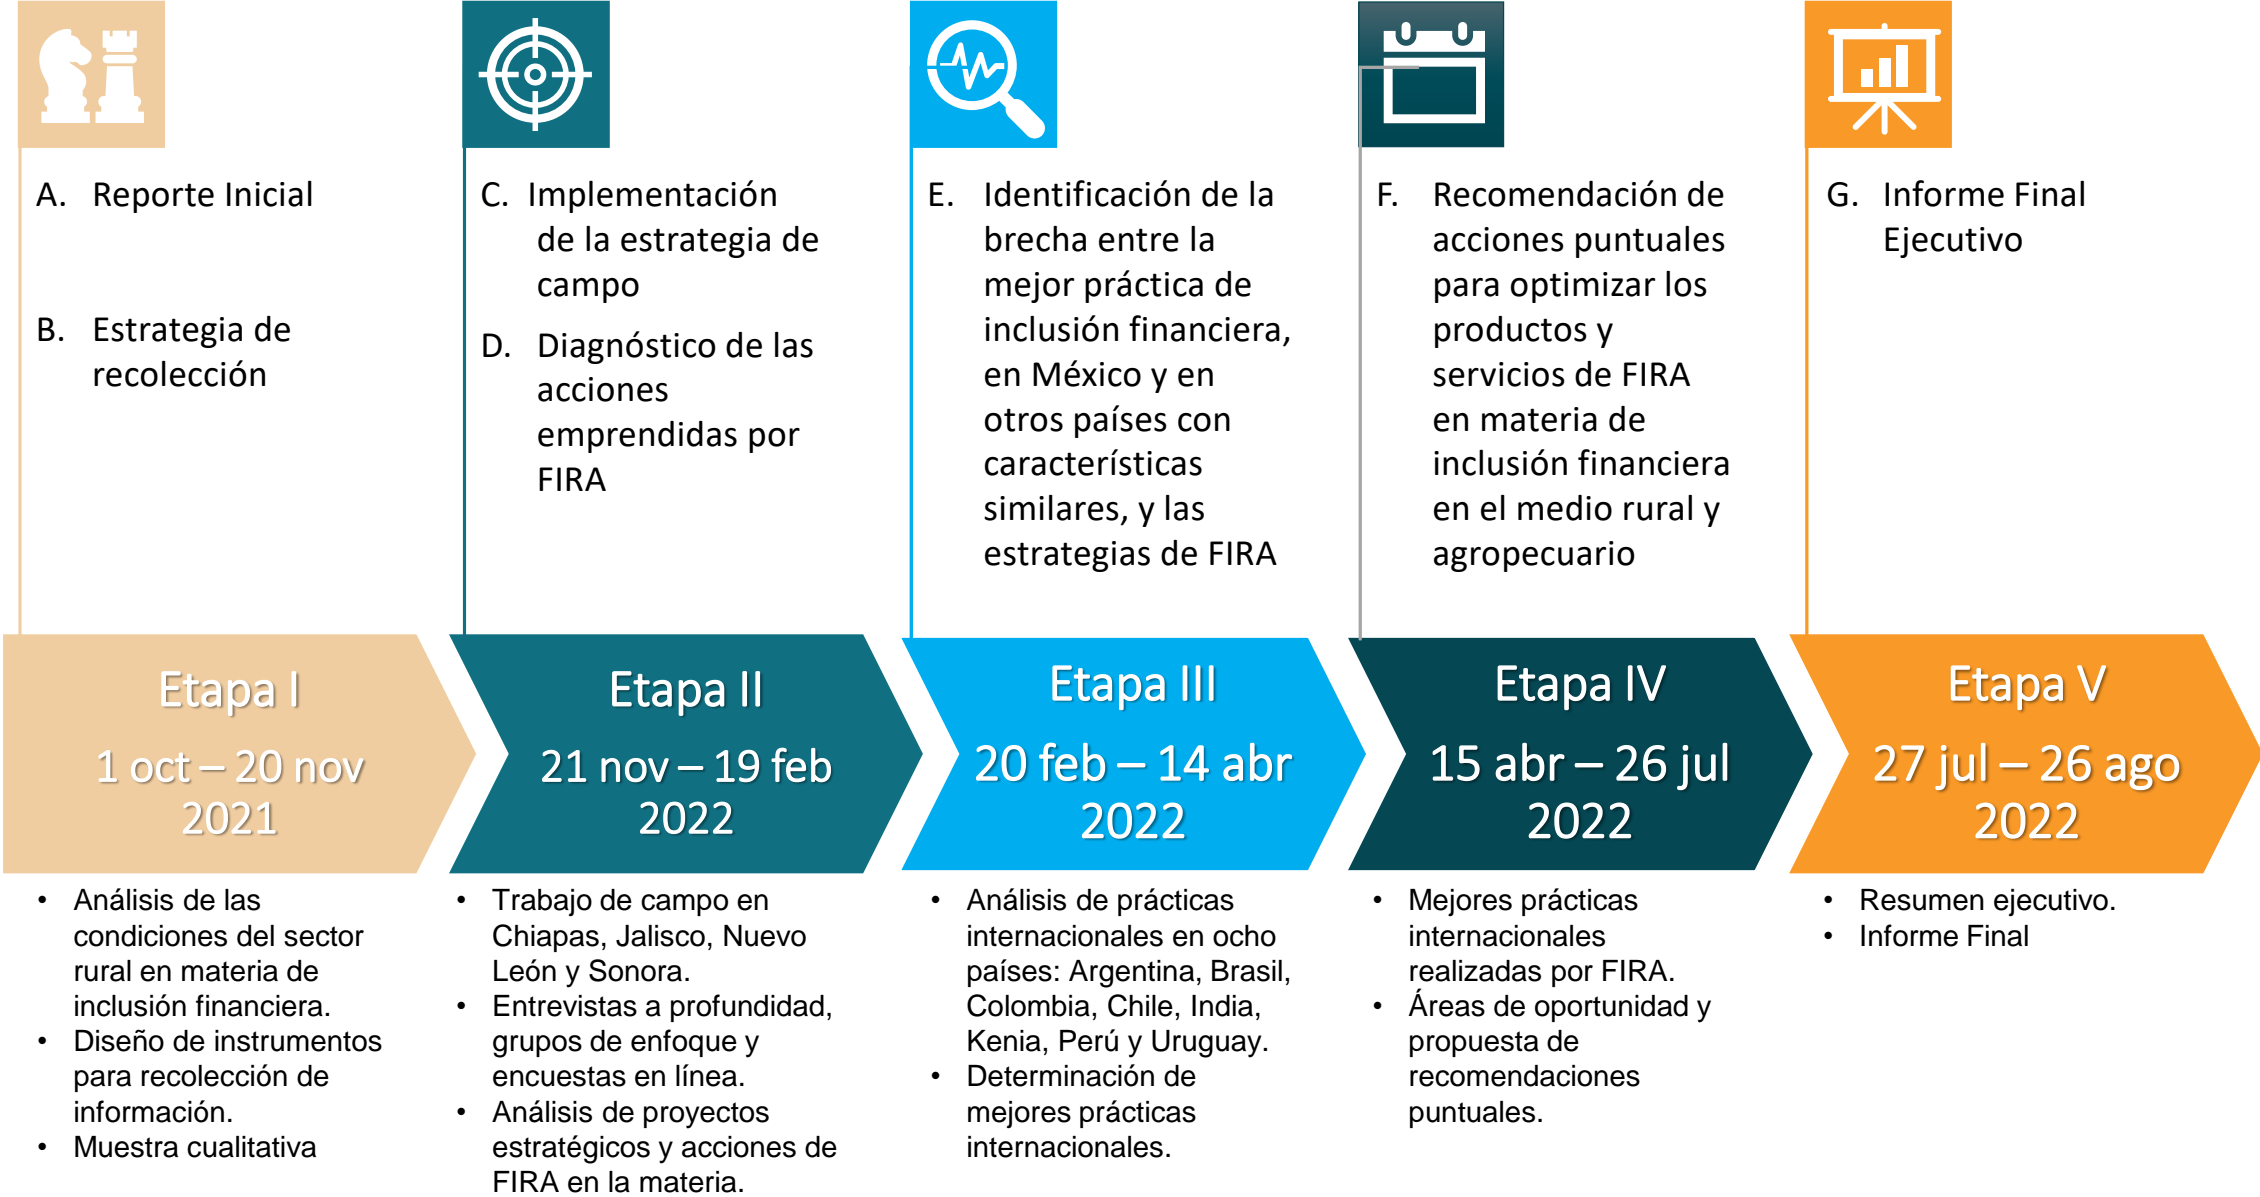 A. Reporte Inicial
B. Estrategia de
recolección
C. Implementación
de la estrategia de
campo
D. Diagnóstico de las
acciones
emprendidas por
FIRA
E. Identificación de la
brecha entre la
mejor práctica de
inclusión financiera,
en México y en
otros países con
características
similares, y las
estrategias de FIRA
F. Recomendación de
acciones puntuales
para optimizar los
productos y
servicios de FIRA
en materia de
inclusión financiera
en el medio rural y
agropecuario
G. Informe Final
Ejecutivo
Etapa I
1 oct – 20 nov
2021
Etapa II
21 nov – 19 feb
2022
Etapa III
20 feb – 14 abr
2022
Etapa IV
15 abr – 26 jul
2022
Etapa V
27 jul – 26 ago
2022
• Análisis de las
condiciones del sector
rural en materia de
inclusión financiera.
• Diseño de instrumentos
para recolección de
información.
• Muestra cualitativa
• Trabajo de campo en
Chiapas, Jalisco, Nuevo
León y Sonora.
• Entrevistas a profundidad,
grupos de enfoque y
encuestas en línea.
• Análisis de proyectos
estratégicos y acciones de
FIRA en la materia.
• Análisis de prácticas
internacionales en ocho
países: Argentina, Brasil,
Colombia, Chile, India,
Kenia, Perú y Uruguay.
• Determinación de
mejores prácticas
internacionales.
• Mejores prácticas
internacionales
realizadas por FIRA.
• Áreas de oportunidad y
propuesta de
recomendaciones
puntuales.
• Resumen ejecutivo.
• Informe Final